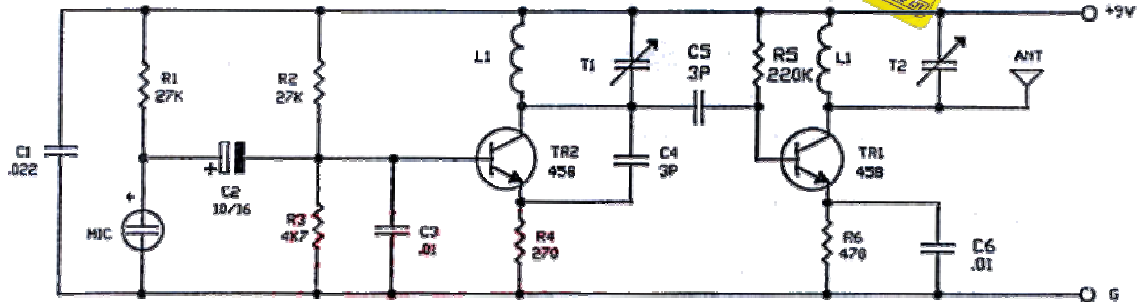 +9V
R1
27K
R2
27K
L1
T1
C5
3P
R5
220K
L1
T2
ANT
C1
.022
+
C2
10/16
TR2
458
C4
3P
TR1
458
MIC
R3
4K7
C3
.01
R4
270
R6
470
C6
.01
G